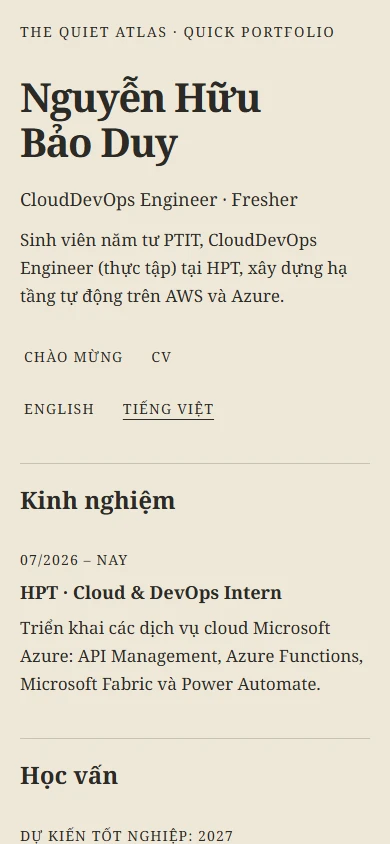 THE QUIET ATLAS · QUICK PORTFOLIO
Nguyễn Hữu
Bảo Duy
CloudDevOps Engineer · Fresher
Sinh viên năm tư PTIT, CloudDevOps
Engineer (thực tập) tại HPT, xây dựng hạ
tầng tự động trên AWS và Azure.
CHÀO MỪNG CV
ENGLISH TIẾNG VIỆT
Kinh nghiệm
07/2026 – NAY
HPT · Cloud & DevOps Intern
Triển khai các dịch vụ cloud Microsoft
Azure: API Management, Azure Functions,
Microsoft Fabric và Power Automate.
Học vấn
DỰ KIẾN TỐT NGHIỆP: 2027